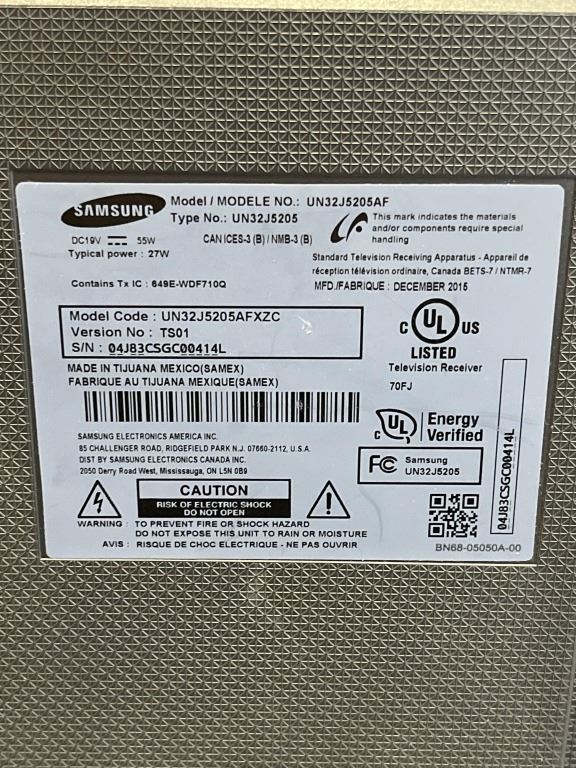 SAMSUNG
Model / MODELE NO.: UN32J5205AF
Type No.: UN32J5205
DC19V 55W
CAN ICES-3 (B) / NMB-3 (B)
Typical power : 27W
This mark indicates the materials
and/or components require special
handling
Standard Television Receiving Apparatus - Appareil de
réception télévision ordinaire, Canada BETS-7 / NTMR-7
Contains Tx IC : 649E-WDF710Q
MFD./FABRIQUE : DECEMBER 2015
Model Code : UN32J5205AFXZC
Version No : TS01
S/N : 04J83CSGC00414L
C UL US
LISTED
Television Receiver
70FJ
MADE IN TIJUANA MEXICO(SAMEX)
FABRIQUE AU TIJUANA MEXIQUE(SAMEX)
C UL Energy
Verified
SAMSUNG ELECTRONICS AMERICA INC.
85 CHALLENGER ROAD, RIDGEFIELD PARK N.J. 07660-2112, U.S.A.
DIST BY SAMSUNG ELECTRONICS CANADA INC.
2050 Derry Road West, Mississauga, ON L5N 0B9
FC Samsung
UN32J5205
04J83CSGC00414L
CAUTION
RISK OF ELECTRIC SHOCK
DO NOT OPEN
WARNING : TO PREVENT FIRE OR SHOCK HAZARD
DO NOT EXPOSE THIS UNIT TO RAIN OR MOISTURE
AVIS : RISQUE DE CHOC ELECTRIQUE - NE PAS OUVRIR
BN68-05050A-00